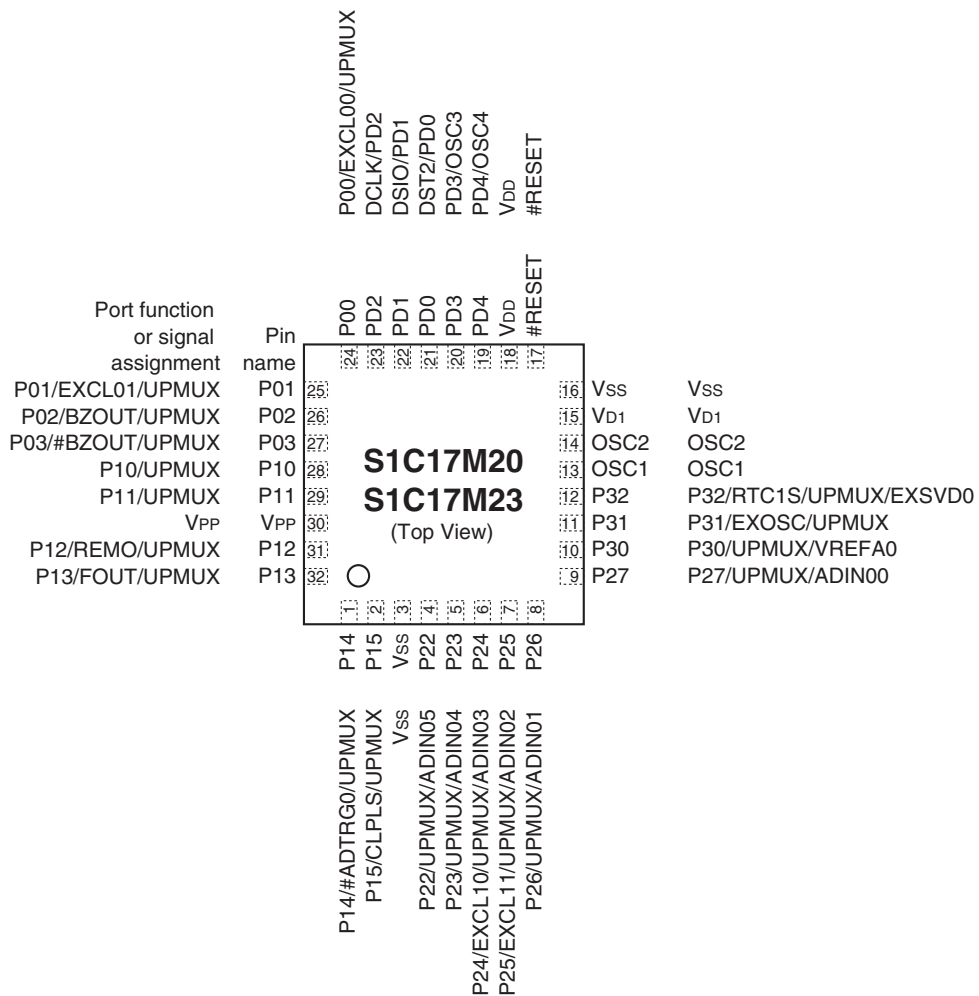 P00/EXCL00/UPMUX
DCLK/PD2
DSIO/PD1
DST2/PD0
PD3/OSC3
PD4/OSC4
VDD
#RESET
P00
PD2
PD1
PD0
PD3
PD4
VDD
#RESET
Port function
or signal
assignment
Pin
name
24
23
22
21
20
19
18
17
P01/EXCL01/UPMUX P01 25
P02/BZOUT/UPMUX P02 26
P03/#BZOUT/UPMUX P03 27
P10/UPMUX P10 28
P11/UPMUX P11 29
VPP VPP 30
P12/REMO/UPMUX P12 31
P13/FOUT/UPMUX P13 32
S1C17M20
S1C17M23
(Top View)
16 VSS VSS
15 VD1 VD1
14 OSC2 OSC2
13 OSC1 OSC1
12 P32 P32/RTC1S/UPMUX/EXSVD0
11 P31 P31/EXOSC/UPMUX
10 P30 P30/UPMUX/VREFA0
9 P27 P27/UPMUX/ADIN00
1
2
3
4
5
6
7
8
P14
P15
VSS
P22
P23
P24
P25
P26
P14/#ADTRG0/UPMUX
P15/CLPLS/UPMUX
VSS
P22/UPMUX/ADIN05
P23/UPMUX/ADIN04
P24/EXCL10/UPMUX/ADIN03
P25/EXCL11/UPMUX/ADIN02
P26/UPMUX/ADIN01